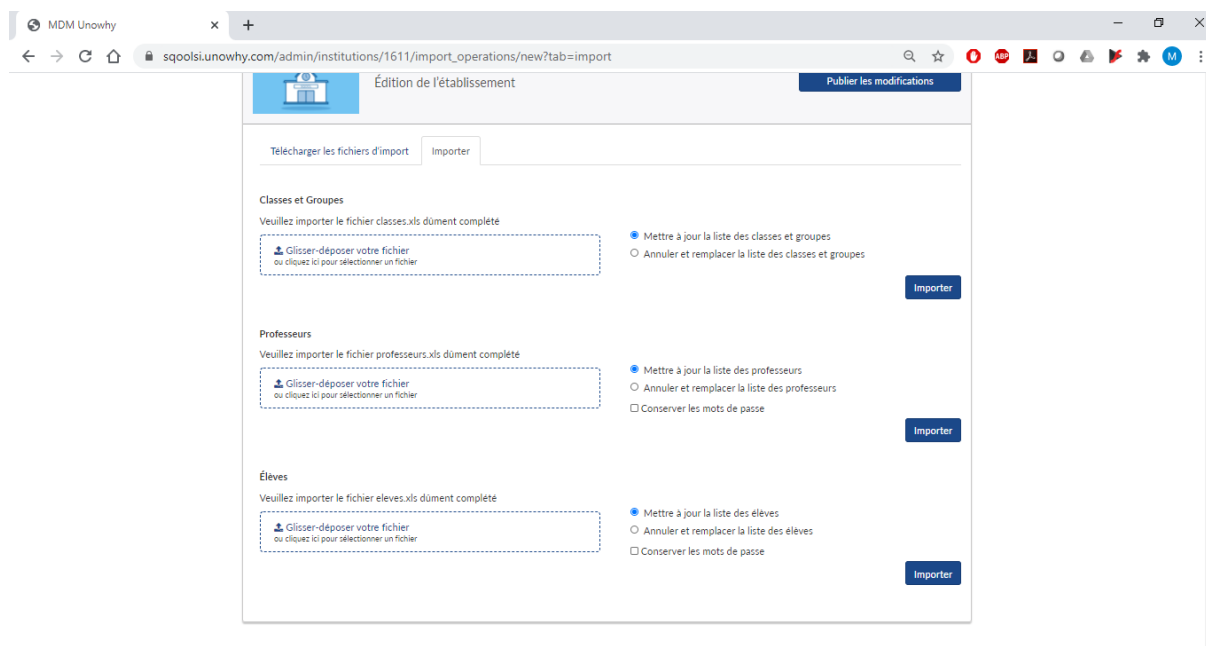 MDM Unowhy
sqoolsi.unowhy.com/admin/institutions/1611/import_operations/new?tab=import
ABP
M
Édition de l'établissement
Publier les modifications
Télécharger les fichiers d'import
Importer
Classes et Groupes
Veuillez importer le fichier classes.xls dûment complété
Glisser-déposer votre fichier
ou cliquez ici pour sélectionner un fichier
Mettre à jour la liste des classes et groupes
Annuler et remplacer la liste des classes et groupes
Importer
Professeurs
Veuillez importer le fichier professeurs.xls dûment complété
Glisser-déposer votre fichier
ou cliquez ici pour sélectionner un fichier
Mettre à jour la liste des professeurs
Annuler et remplacer la liste des professeurs
Conserver les mots de passe
Importer
Élèves
Veuillez importer le fichier eleves.xls dûment complété
Glisser-déposer votre fichier
ou cliquez ici pour sélectionner un fichier
Mettre à jour la liste des élèves
Annuler et remplacer la liste des élèves
Conserver les mots de passe
Importer